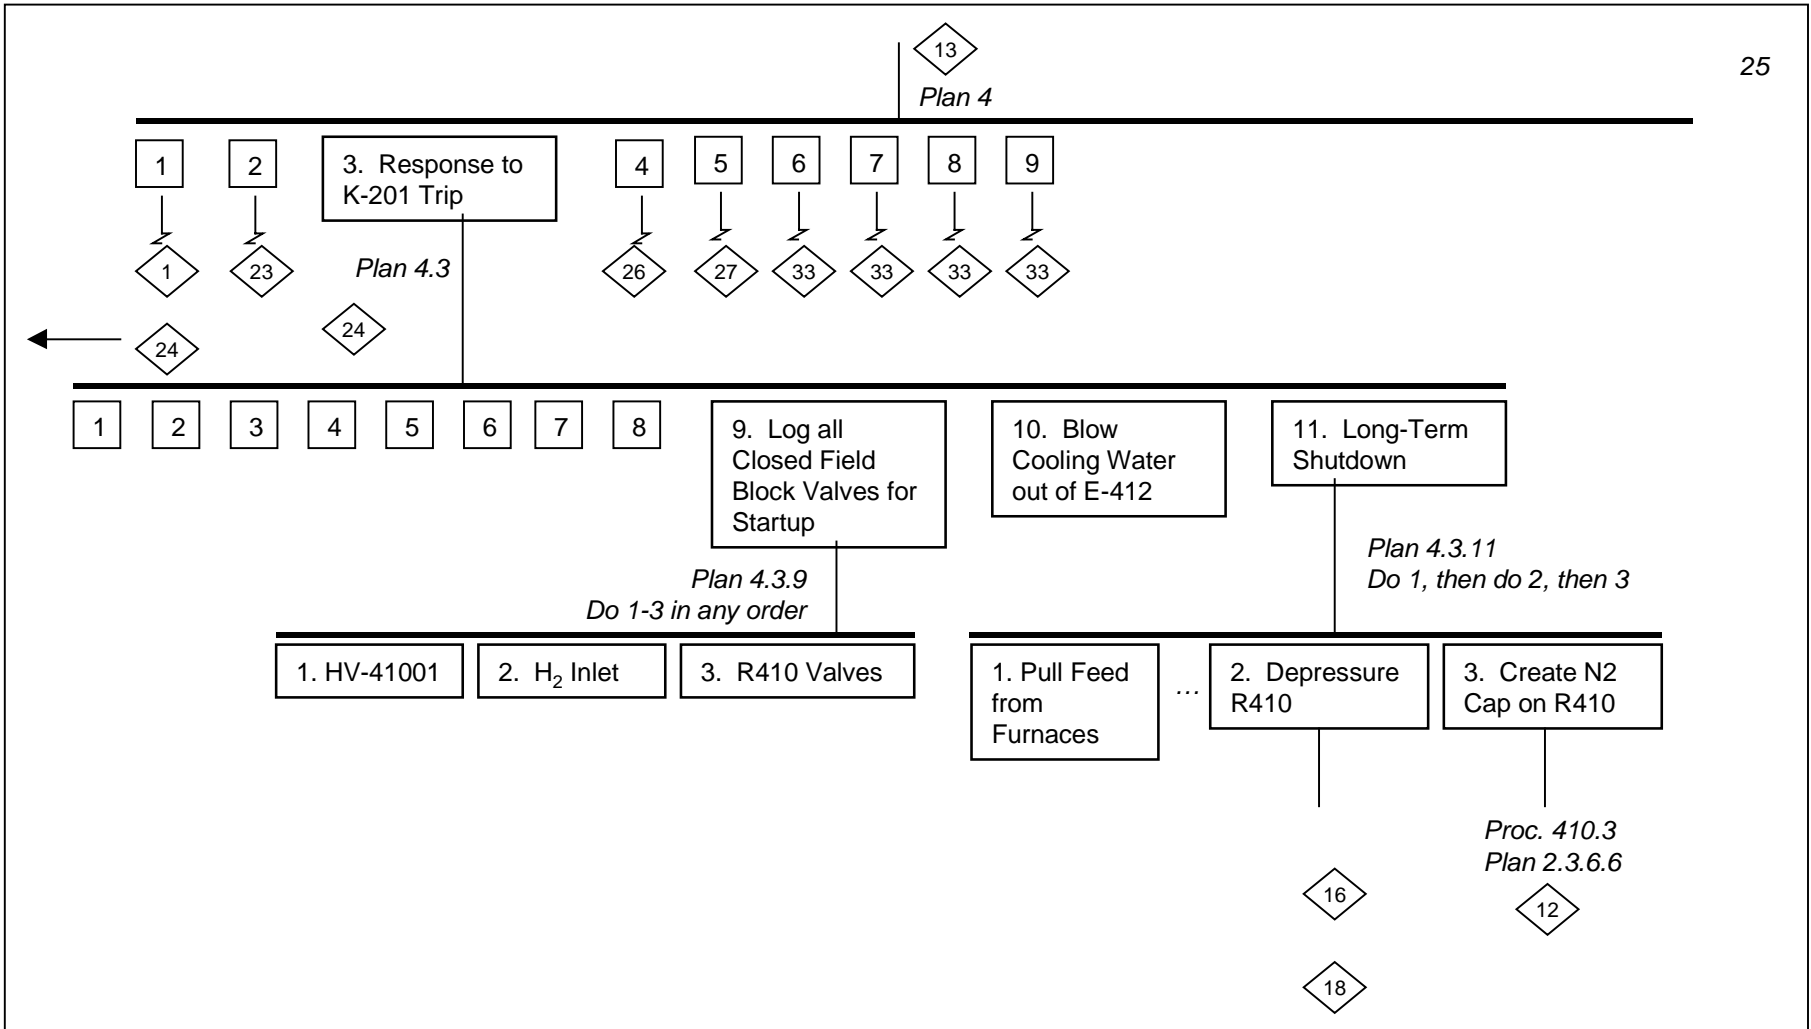 13
25
Plan 4
1
2
3. Response to
K-201 Trip
4
5
6
7
8
9
1
23
Plan 4.3
26
27
33
33
33
33
24
24
1
2
3
4
5
6
7
8
9. Log all
Closed Field
Block Valves for
Startup
10. Blow
Cooling Water
out of E-412
11. Long-Term
Shutdown
Plan 4.3.9
Do 1-3 in any order
Plan 4.3.11
Do 1, then do 2, then 3
1. HV-41001
2. H₂ Inlet
3. R410 Valves
1. Pull Feed
from
Furnaces
...
2. Depressure
R410
3. Create N2
Cap on R410
Proc. 410.3
Plan 2.3.6.6
16
12
18